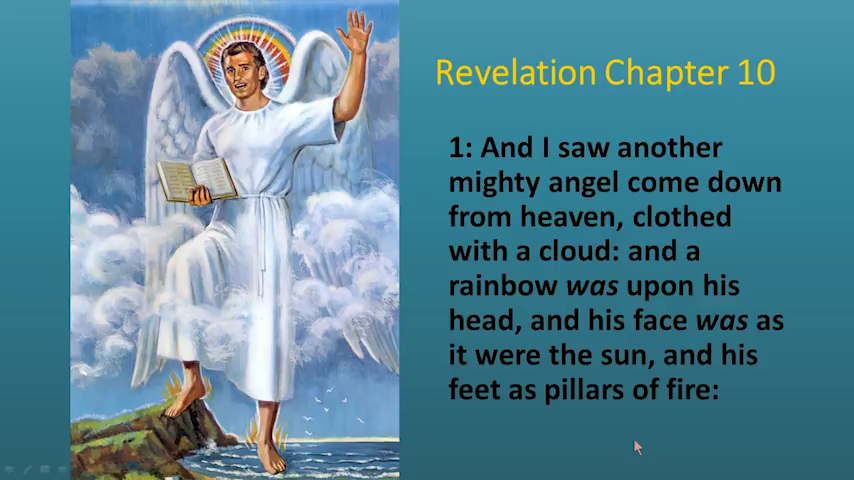 Revelation Chapter 10
1: And I saw another
mighty angel come down
from heaven, clothed
with a cloud: and a
rainbow was upon his
head, and his face was as
it were the sun, and his
feet as pillars of fire: